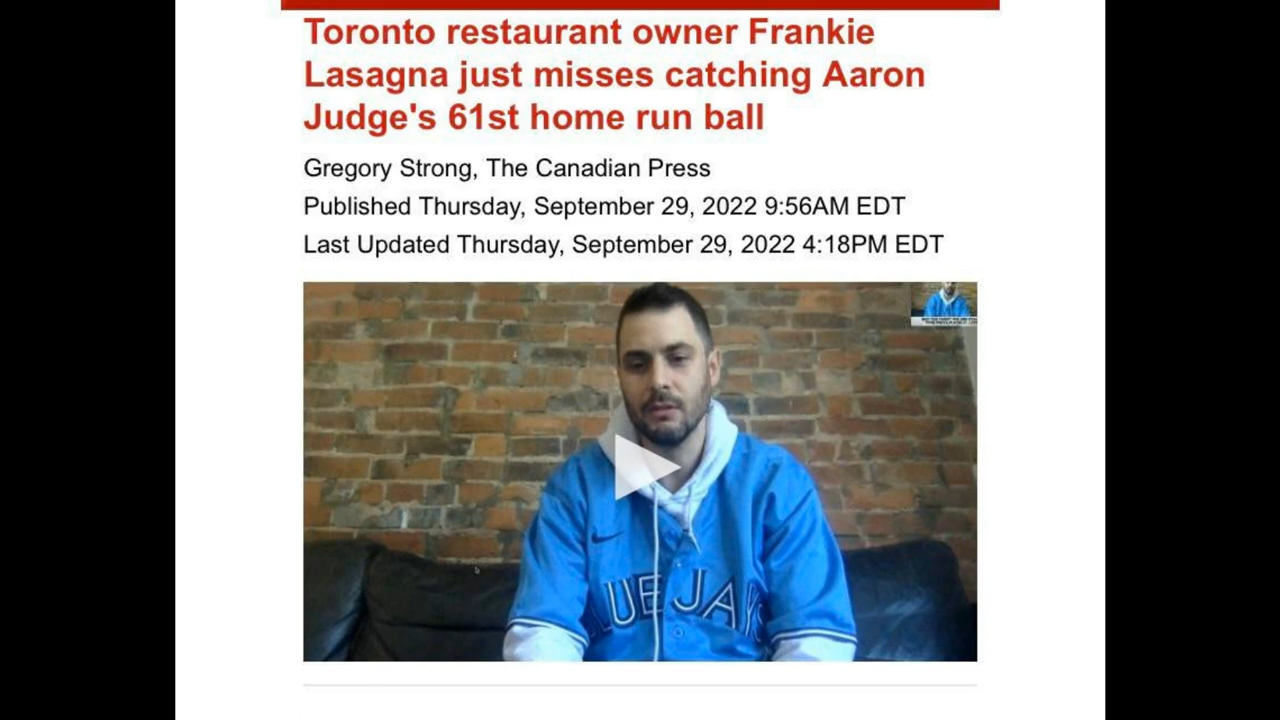 Toronto restaurant owner Frankie
Lasagna just misses catching Aaron
Judge's 61st home run ball
Gregory Strong, The Canadian Press
Published Thursday, September 29, 2022 9:56AM EDT
Last Updated Thursday, September 29, 2022 4:18PM EDT